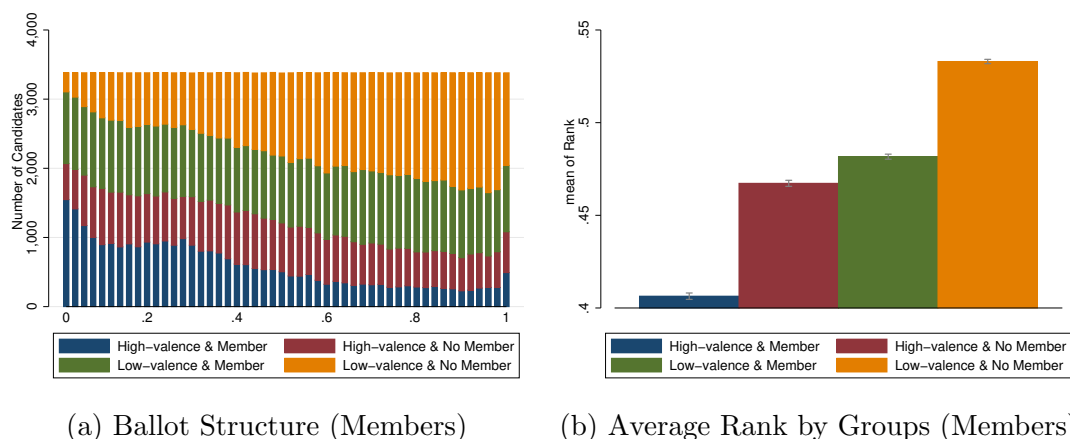 4,000
3,000
2,000
1,000
0
Number of Candidates
0 .2 .4 .6 .8 1
High−valence & Member High−valence & No Member
Low−valence & Member Low−valence & No Member
(a) Ballot Structure (Members)
.55
.5
.45
.4
mean of Rank
High−valence & Member High−valence & No Member
Low−valence & Member Low−valence & No Member
(b) Average Rank by Groups (Members